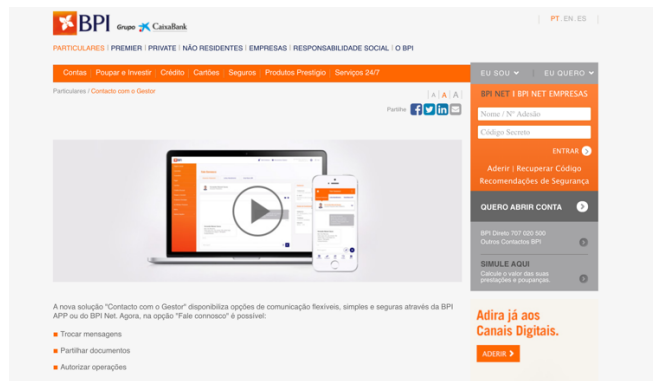 BPI Grupo CaixaBank
PT EN ES
PARTICULARES | PREMIER | PRIVATE | NÃO RESIDENTES | EMPRESAS | RESPONSABILIDADE SOCIAL | O BPI
Contas | Poupar e Investir | Crédito | Cartões | Seguros | Produtos Prestígio | Serviços 24/7
EU SOU | EU QUERO
Particulares / Contacto com o Gestor
| A | A | A |
Partilhe
BPI NET | BPI NET EMPRESAS
Nome / Nº Adesão
Código Secreto
ENTRAR
Aderir | Recuperar Código
Recomendações de Segurança
QUERO ABRIR CONTA
BPI Direto 707 020 500
Outros Contactos BPI
SIMULE AQUI
Calcule o valor das suas
prestações e poupanças.
A nova solução "Contacto com o Gestor" disponibiliza opções de comunicação flexíveis, simples e seguras através da BPI
APP ou do BPI Net. Agora, na opção "Fale connosco" é possível:
Trocar mensagens
Partilhar documentos
Autorizar operações
Adira já aos
Canais Digitais.
ADERIR